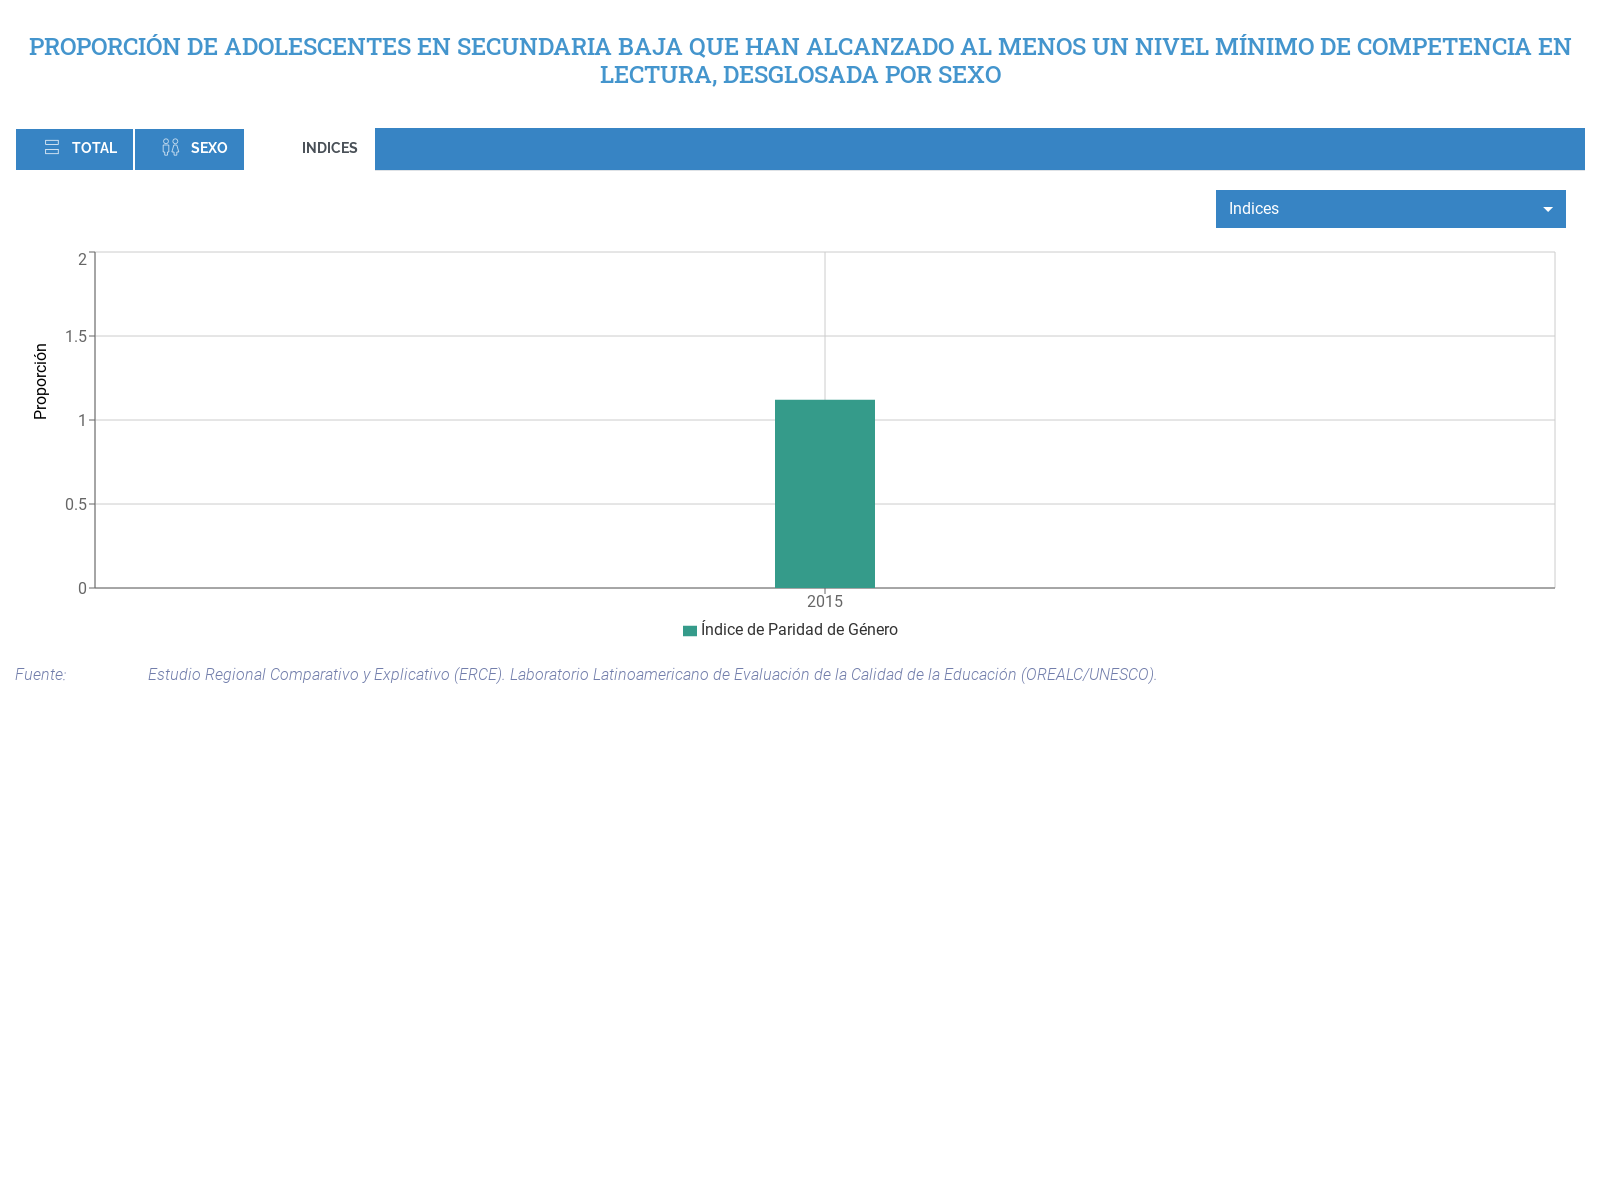 PROPORCIÓN DE ADOLESCENTES EN SECUNDARIA BAJA QUE HAN ALCANZADO AL MENOS UN NIVEL MÍNIMO DE COMPETENCIA EN
LECTURA, DESGLOSADA POR SEXO
TOTAL
SEXO
INDICES
Indices
2
1.5
1
0.5
0
Proporción
2015
Índice de Paridad de Género
Fuente: Estudio Regional Comparativo y Explicativo (ERCE). Laboratorio Latinoamericano de Evaluación de la Calidad de la Educación (OREALC/UNESCO).